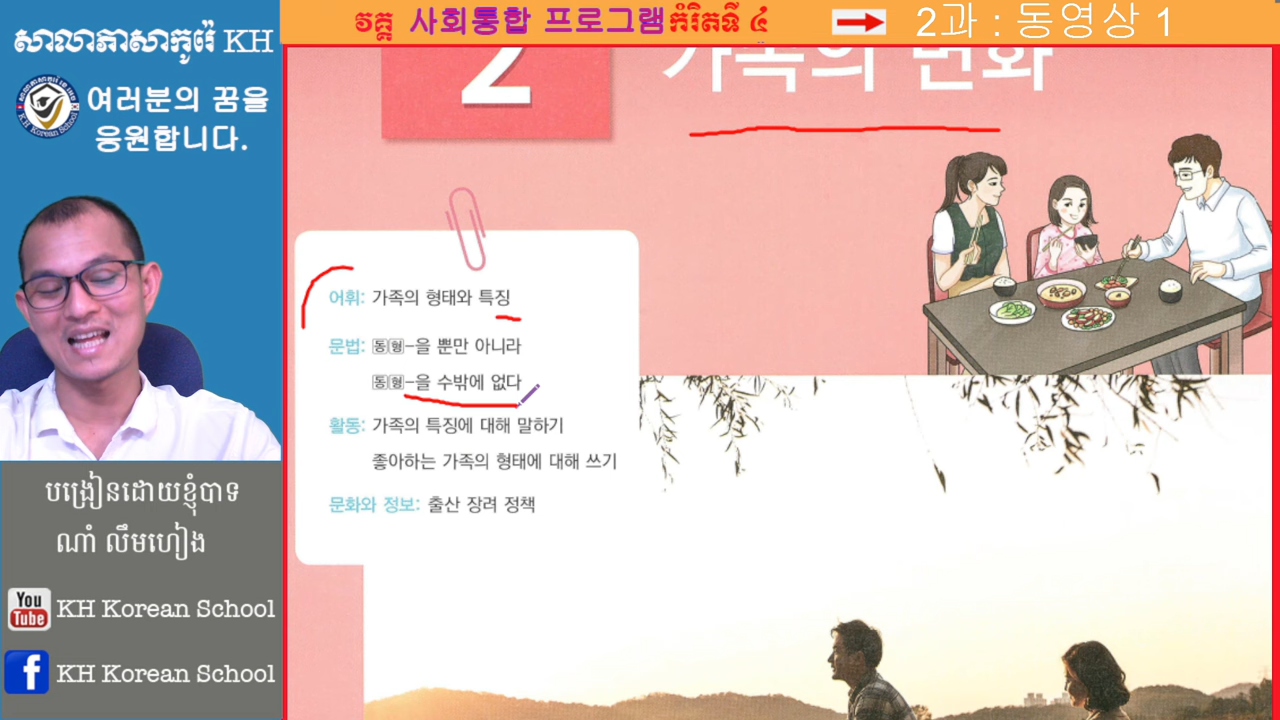 សាលាភាសាកូរ៉េ KH
여러분의 꿈을
응원합니다.
វគ្គ 사회통합 프로그램 កំរិតទី ៤
2과 : 동영상 1
2
가족의 변화
어휘: 가족의 형태와 특징
문법: 동형-을 뿐만 아니라
동형-을 수밖에 없다
활동: 가족의 특징에 대해 말하기
좋아하는 가족의 형태에 대해 쓰기
문화와 정보: 출산 장려 정책
បង្រៀនដោយខ្ញុំបាទ
ណាំ លឹមហៀង
You Tube KH Korean School
f KH Korean School